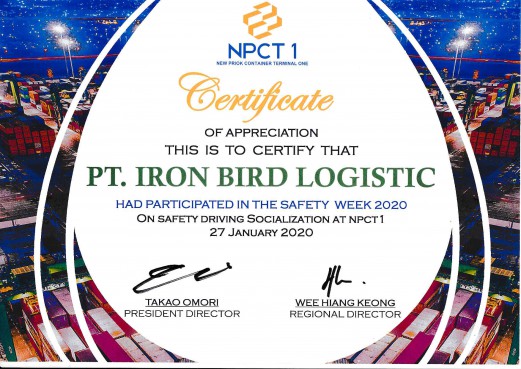 NPCT 1
NEW PRIOK CONTAINER TERMINAL ONE
Certificate
OF APPRECIATION
THIS IS TO CERTIFY THAT
PT. IRON BIRD LOGISTIC
HAD PARTICIPATED IN THE SAFETY WEEK 2020
ON SAFETY DRIVING SOCIALIZATION AT NPCT1
27 JANUARY 2020
TAKAO OMORI
PRESIDENT DIRECTOR
WEE HIANG KEONG
REGIONAL DIRECTOR